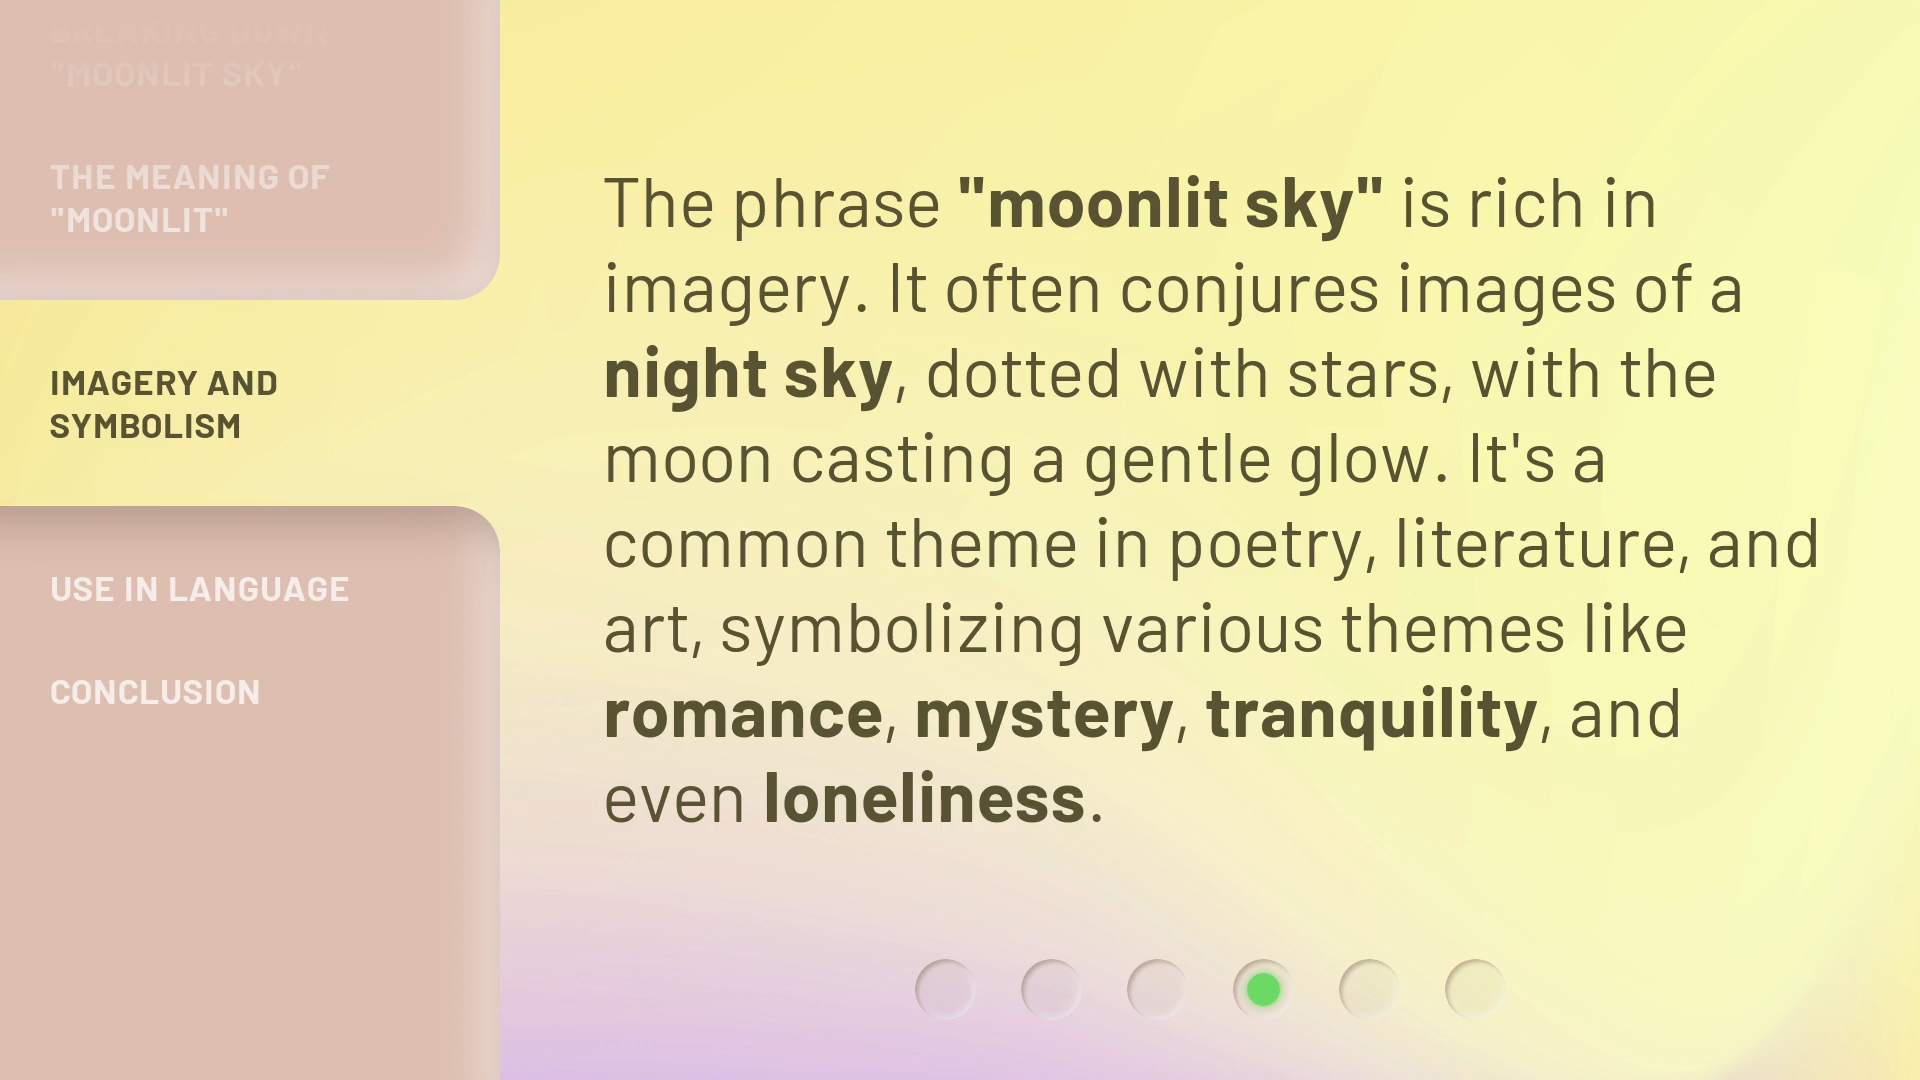 BREAKING DOWN
"MOONLIT SKY"
THE MEANING OF
"MOONLIT"
IMAGERY AND
SYMBOLISM
USE IN LANGUAGE
CONCLUSION
The phrase "moonlit sky" is rich in
imagery. It often conjures images of a
night sky, dotted with stars, with the
moon casting a gentle glow. It's a
common theme in poetry, literature, and
art, symbolizing various themes like
romance, mystery, tranquility, and
even loneliness.